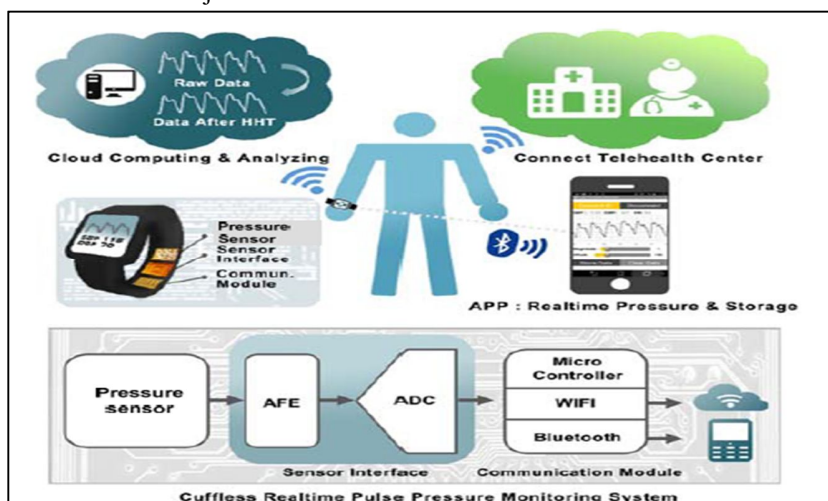 Raw Data
Data After HHT
Cloud Computing & Analyzing
Connect Telehealth Center
Pressure
Sensor
Sensor
Interface
Commun.
Module
APP : Realtime Pressure & Storage
Pressure
sensor
AFE
ADC
Micro
Controller
WIFI
Bluetooth
Sensor Interface
Communication Module
Cuffless Realtime Pulse Pressure Monitoring System